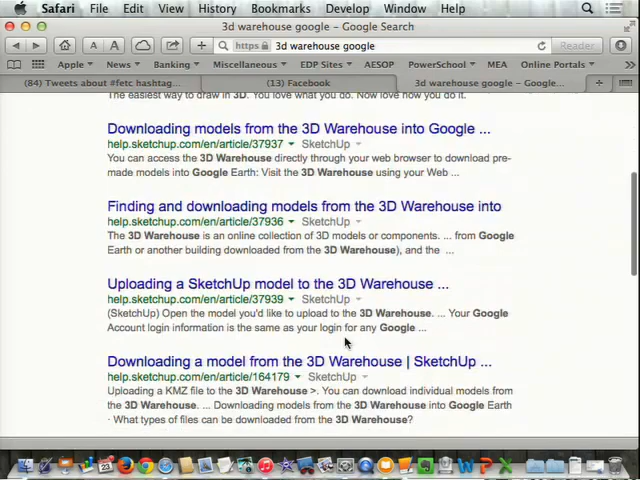 Safari File Edit View History Bookmarks Develop Window Help
3d warehouse google - Google Search
https 3d warehouse google Reader
Apple News Banking Miscellaneous EDP Sites AESOP PowerSchool MEA Online Portals
(84) Tweets about #fetc hashtag... (13) Facebook 3d warehouse google - Google...
The easiest way to draw in 3D. You love what you do. Now love how you do it.
Downloading models from the 3D Warehouse into Google ...
help.sketchup.com/en/article/37937 SketchUp
You can access the 3D Warehouse directly through your web browser to download pre-
made models into Google Earth: Visit the 3D Warehouse using your Web ...
Finding and downloading models from the 3D Warehouse into
help.sketchup.com/en/article/37936 SketchUp
The 3D Warehouse is an online collection of 3D models or components. ... from Google
Earth or another building downloaded from the 3D Warehouse), and the ...
Uploading a SketchUp model to the 3D Warehouse ...
help.sketchup.com/en/article/37939 SketchUp
(SketchUp) Open the model you'd like to upload to the 3D Warehouse. ... Your Google
Account login information is the same as your login for any Google ...
Downloading a model from the 3D Warehouse | SketchUp ...
help.sketchup.com/en/article/164179 SketchUp
Uploading a KMZ file to the 3D Warehouse >. You can download individual models from
the 3D Warehouse. ... Downloading models from the 3D Warehouse into Google Earth
· What types of files can be downloaded from the 3D Warehouse?